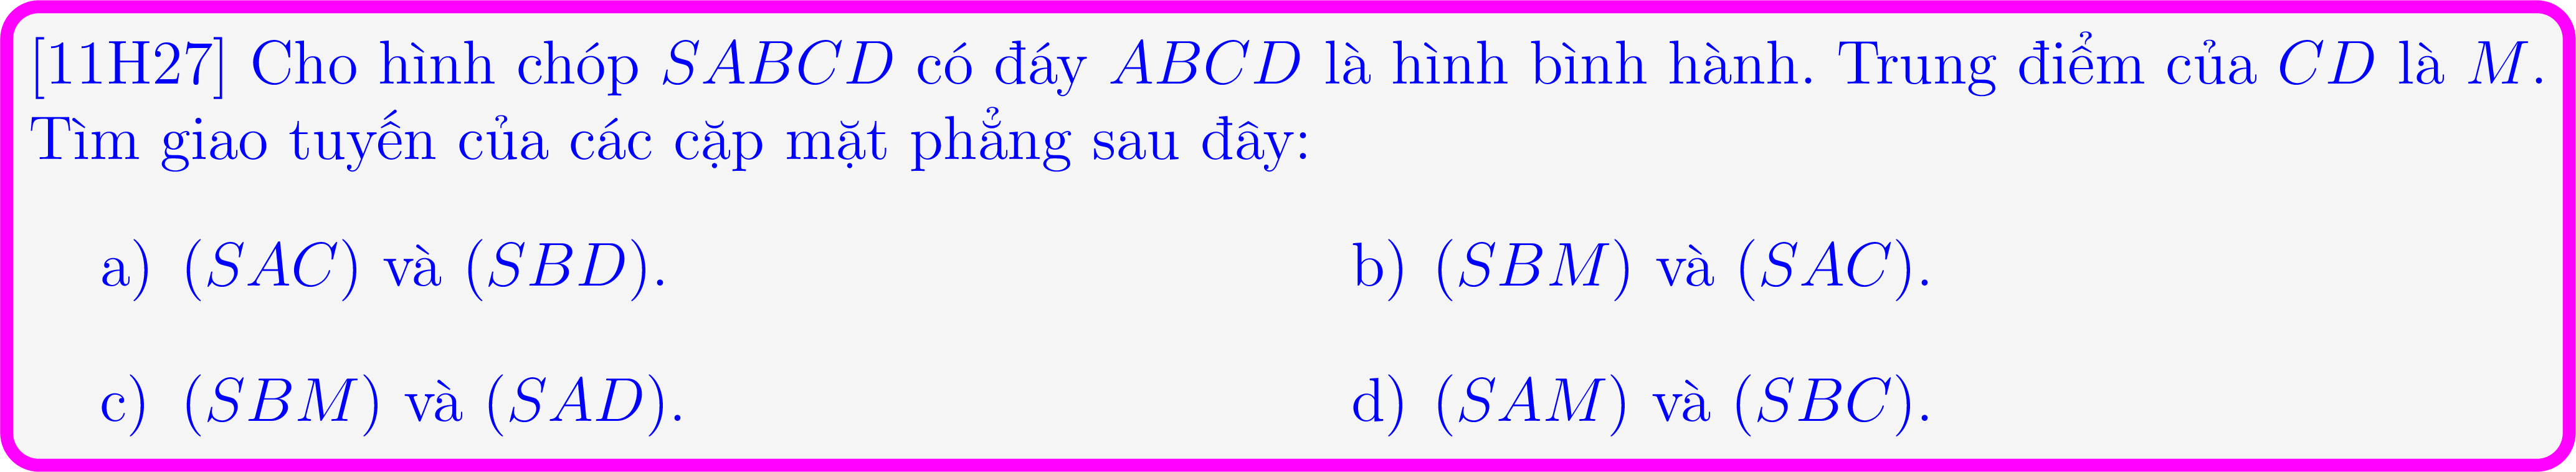 [11H27] Cho hình chóp SABCD có đáy ABCD là hình bình hành. Trung điểm của CD là M.
Tìm giao tuyến của các cặp mặt phẳng sau đây:
a) (SAC) và (SBD). b) (SBM) và (SAC).
c) (SBM) và (SAD). d) (SAM) và (SBC).